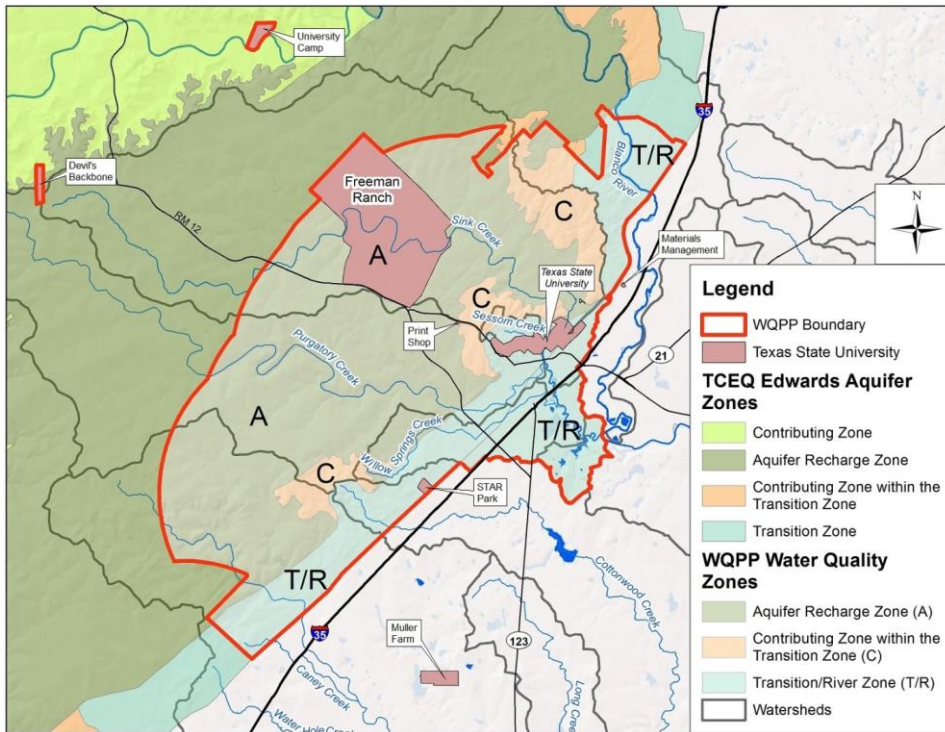 University
Camp
35
Devil's
Backbone
RM 12
Freeman
Ranch
A
Sink Creek
C
T/R
Blanco
River
N
Materials
Management
Texas State
University
C
Sessom Creek
Print
Shop
21
Purgatory Creek
A
Willow
Springs Creek
C
T/R
STAR
Park
T/R
Cottonwood Creek
35
Muller
Farm
123
Caney Creek
Water Hole Creek
Long Cree
Legend
WQPP Boundary
Texas State University
TCEQ Edwards Aquifer
Zones
Contributing Zone
Aquifer Recharge Zone
Contributing Zone within the
Transition Zone
Transition Zone
WQPP Water Quality
Zones
Aquifer Recharge Zone (A)
Contributing Zone within the
Transition Zone (C)
Transition/River Zone (T/R)
Watersheds